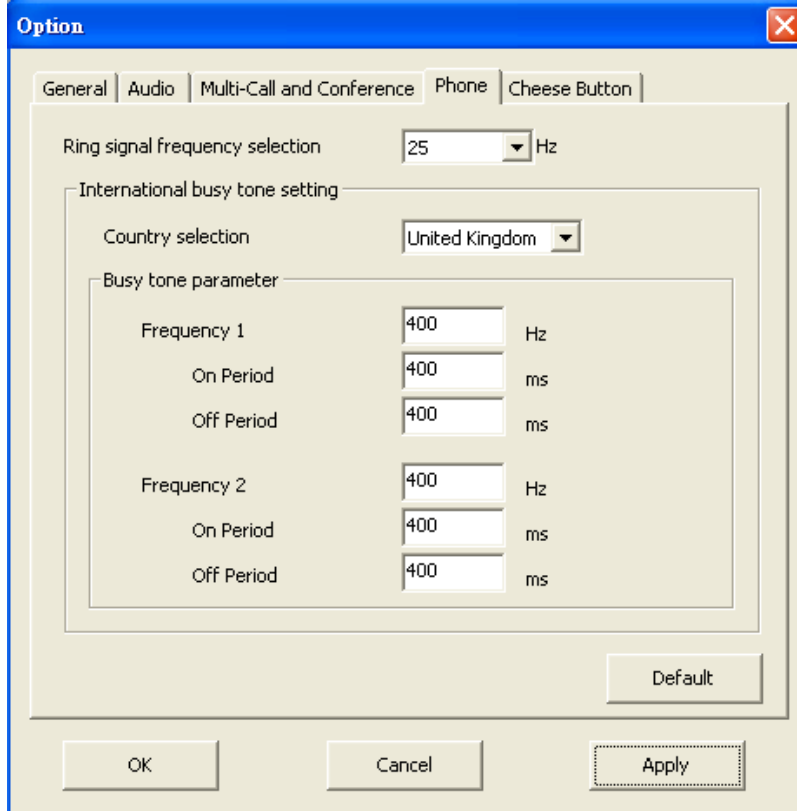 Option
General Audio Multi-Call and Conference Phone Cheese Button
Ring signal frequency selection 25 Hz
International busy tone setting
Country selection United Kingdom
Busy tone parameter
Frequency 1 400 Hz
On Period 400 ms
Off Period 400 ms
Frequency 2 400 Hz
On Period 400 ms
Off Period 400 ms
Default
OK Cancel Apply